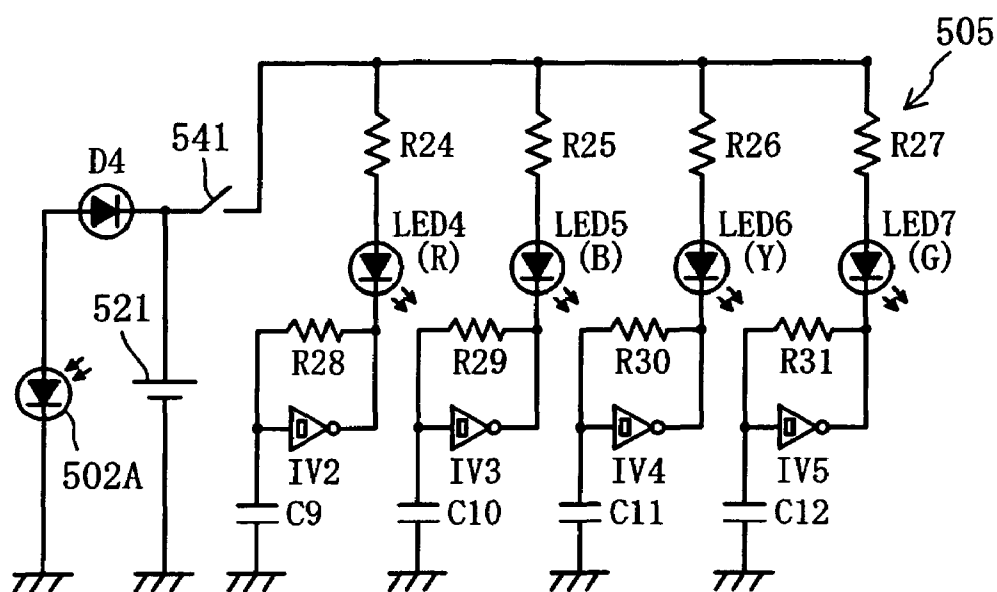 505
541
D4
R24
R25
R26
R27
LED4
(R)
LED5
(B)
LED6
(Y)
LED7
(G)
521
R28
R29
R30
R31
502A
IV2
IV3
IV4
IV5
C9
C10
C11
C12